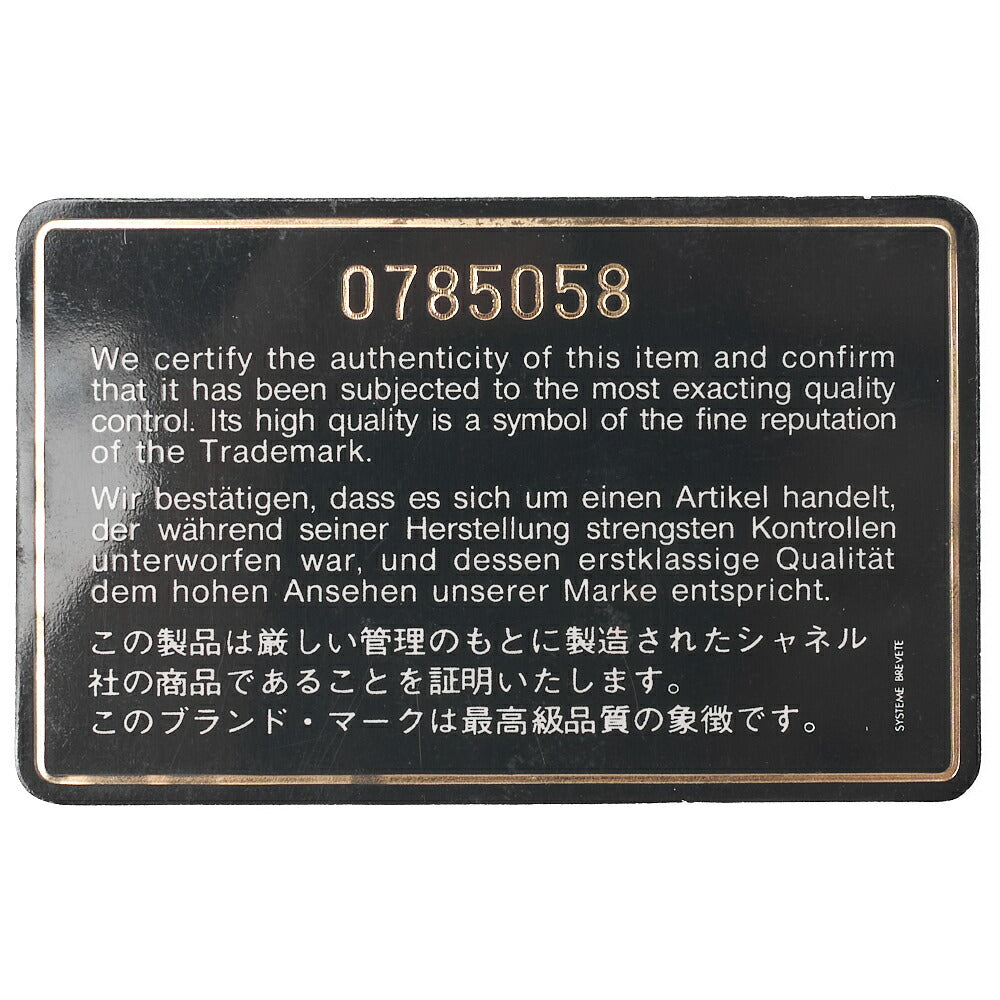 0785058
We certify the authenticity of this item and confirm
that it has been subjected to the most exacting quality
control. Its high quality is a symbol of the fine reputation
of the Trademark.
Wir bestätigen, dass es sich um einen Artikel handelt,
der während seiner Herstellung strengsten Kontrollen
unterworfen war, und dessen erstklassige Qualität
dem hohen Ansehen unserer Marke entspricht.
この製品は厳しい管理のもとに製造されたシャネル
社の商品であることを証明いたします。
このブランド・マークは最高級品質の象徴です。
SYSTEME BREVETE